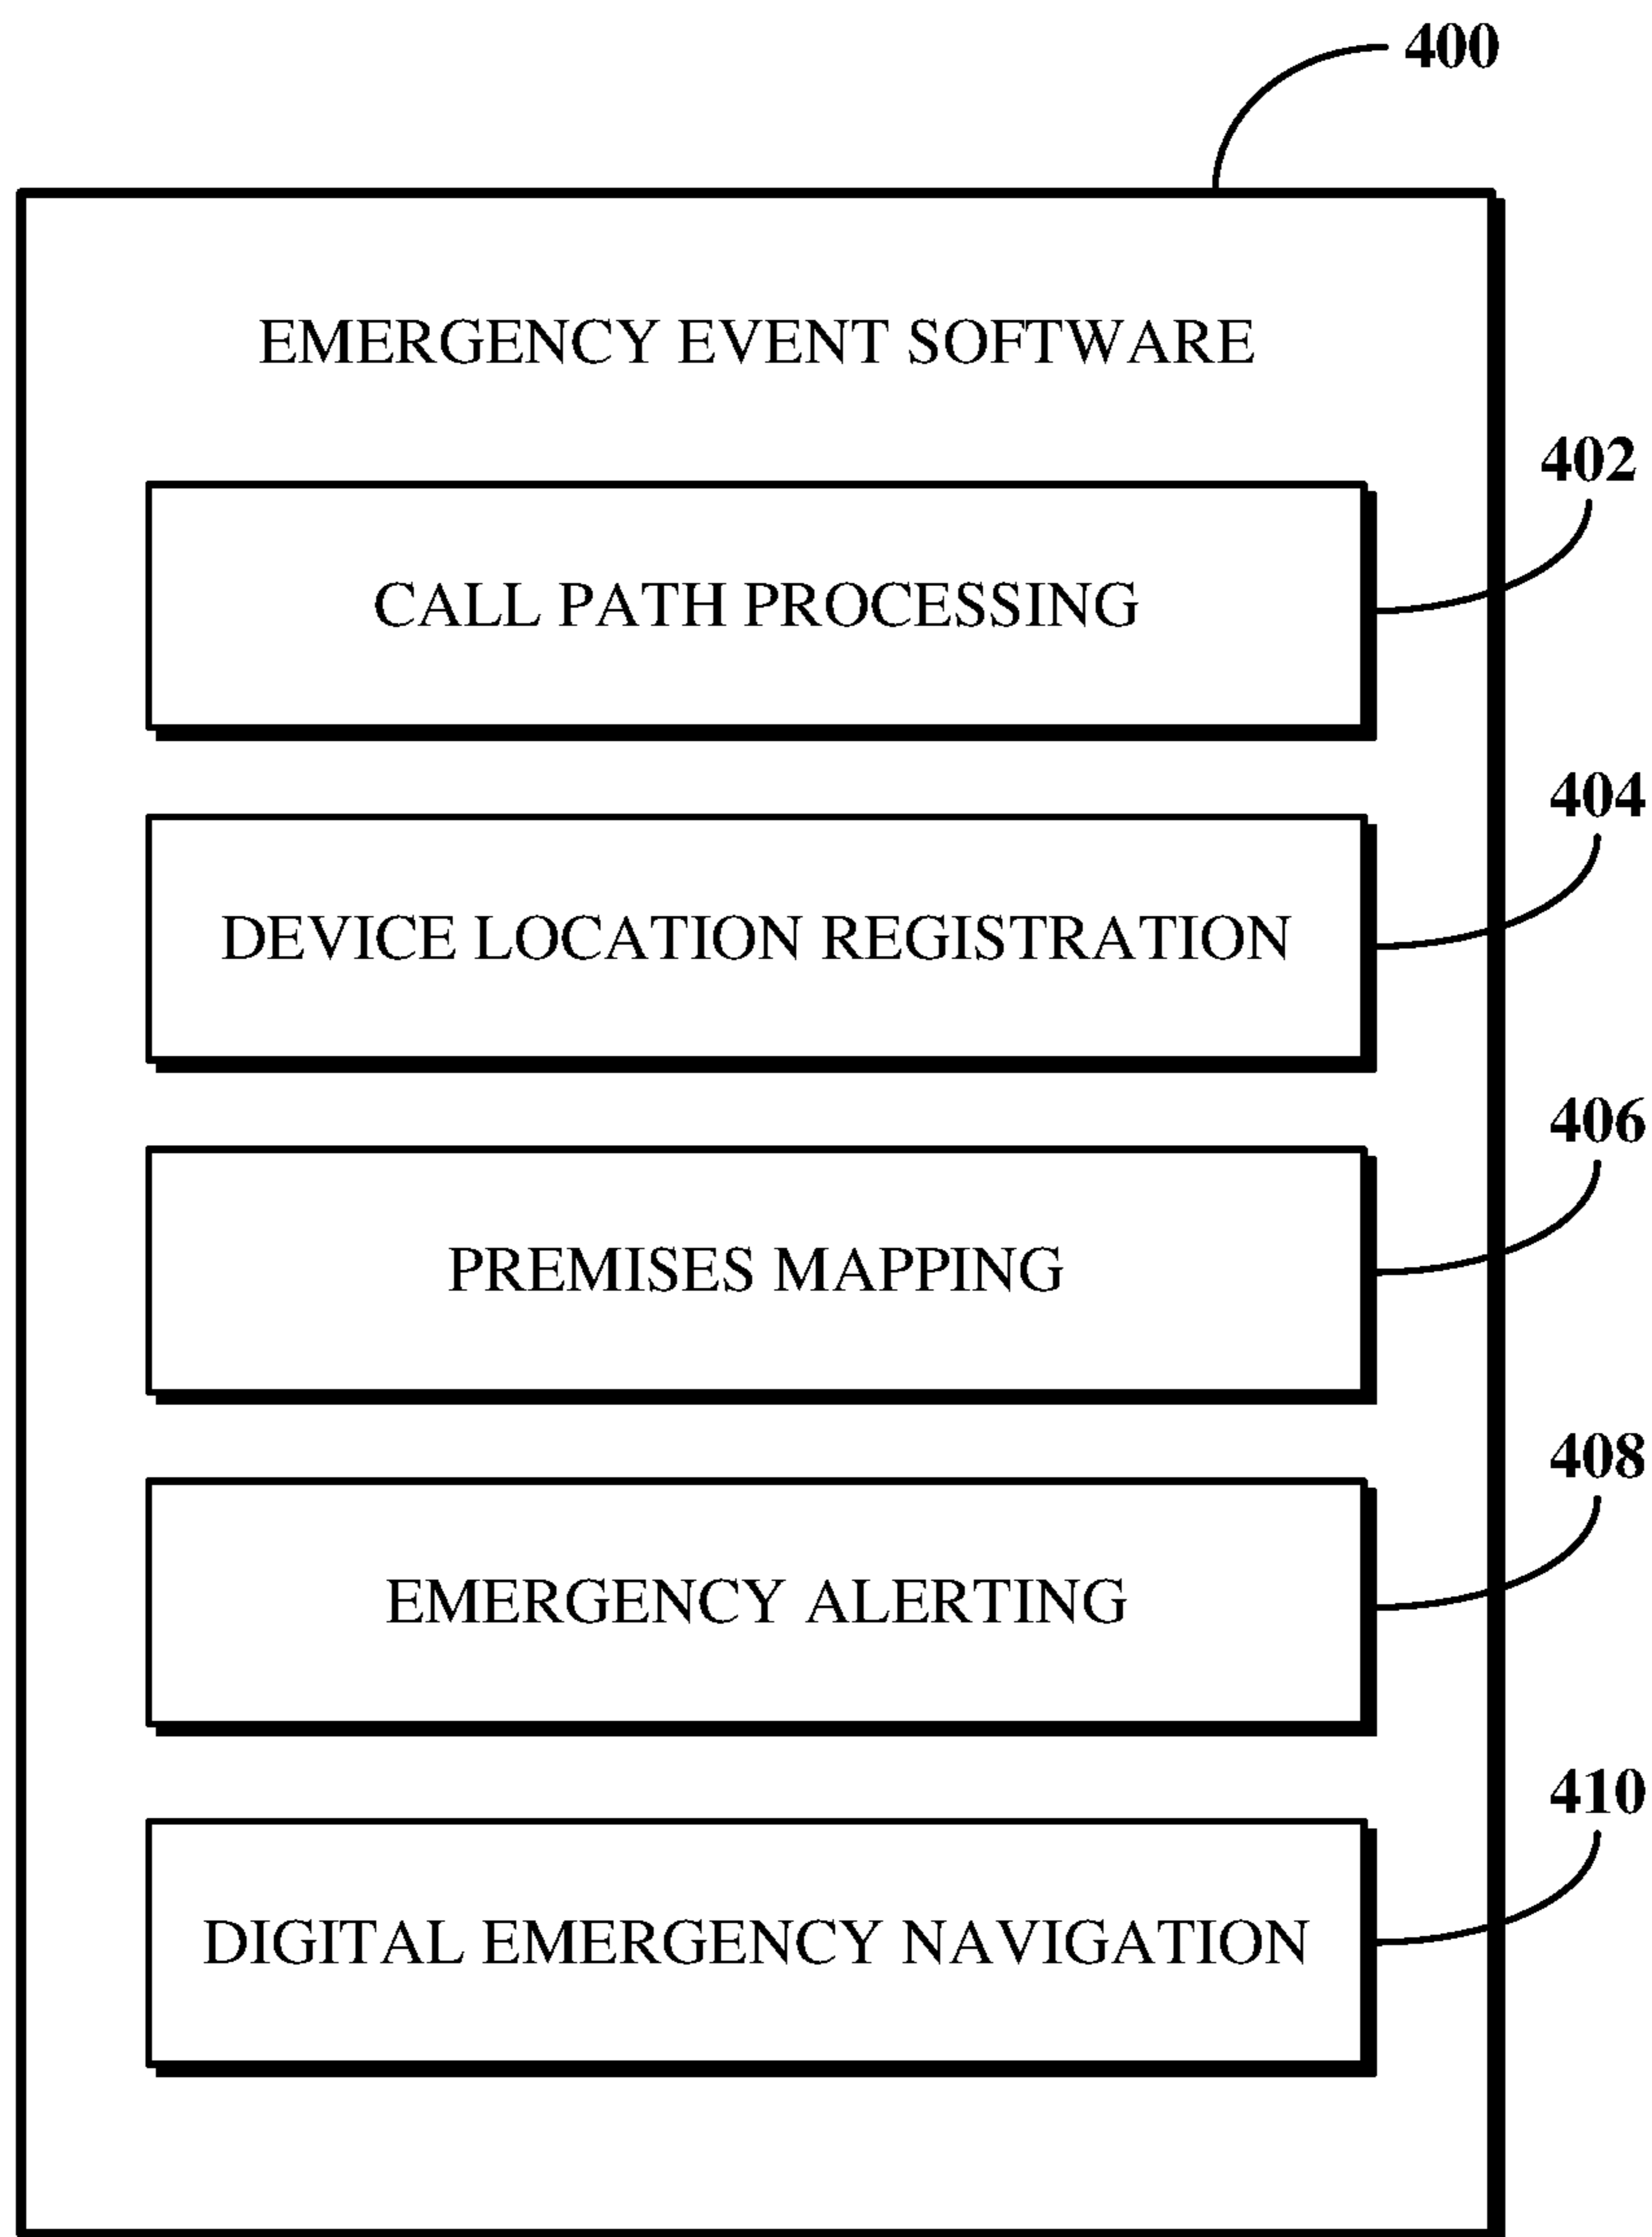 400
EMERGENCY EVENT SOFTWARE
402
CALL PATH PROCESSING
404
DEVICE LOCATION REGISTRATION
406
PREMISES MAPPING
408
EMERGENCY ALERTING
410
DIGITAL EMERGENCY NAVIGATION